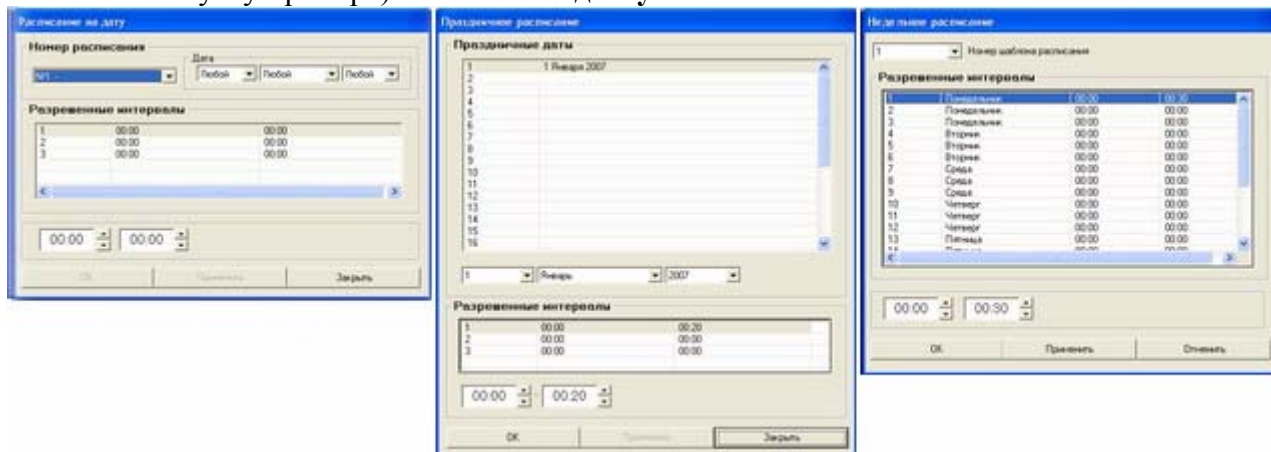 Расписание на дату
Номер расписания
№1 -
Дата
Любой Любой Любой
Разрешенные интервалы
1 00:00 00:00
2 00:00 00:00
3 00:00 00:00
00:00 00:00
OK Применить Закрыть
Праздничное расписание
Праздничные даты
1 1 Января 2007
2
3
4
5
6
7
8
9
10
11
12
13
14
15
16
1 Январь 2007
Разрешенные интервалы
1 00:00 00:20
2 00:00 00:00
3 00:00 00:00
00:00 - 00:20
OK Применить Закрыть
Недельное расписание
1 Номер шаблона расписания
Разрешенные интервалы
1 Понедельник 00:00 00:30
2 Понедельник 00:00 00:00
3 Понедельник 00:00 00:00
4 Вторник 00:00 00:00
5 Вторник 00:00 00:00
6 Вторник 00:00 00:00
7 Среда 00:00 00:00
8 Среда 00:00 00:00
9 Среда 00:00 00:00
10 Четверг 00:00 00:00
11 Четверг 00:00 00:00
12 Четверг 00:00 00:00
13 Пятница 00:00 00:00
00:00 00:30
OK Применить Отменить